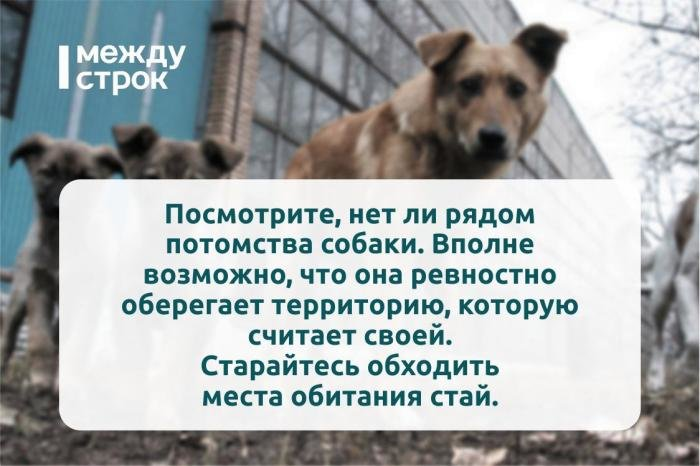 между
строк
Посмотрите, нет ли рядом
потомства собаки. Вполне
возможно, что она ревностно
оберегает территорию, которую
считает своей.
Старайтесь обходить
места обитания стай.